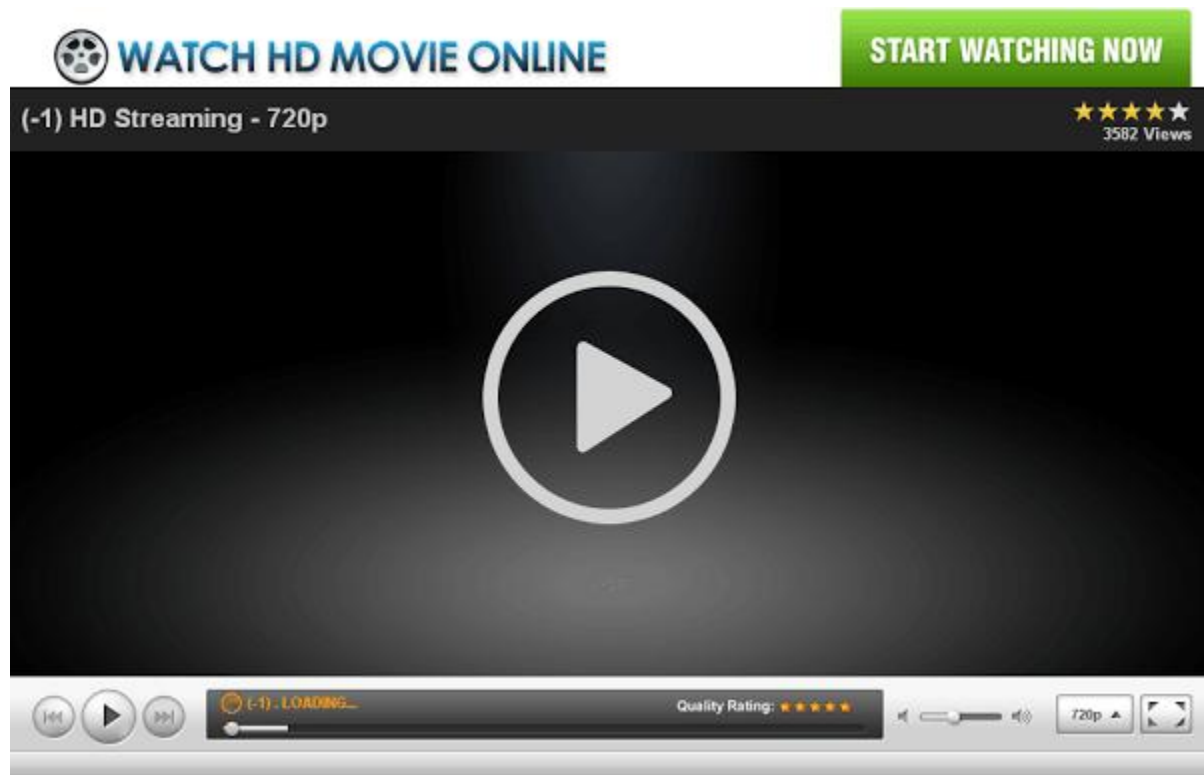 WATCH HD MOVIE ONLINE
START WATCHING NOW
(-1) HD Streaming - 720p
3582 Views
(-1) . LOADING...
Quality Rating:
720p